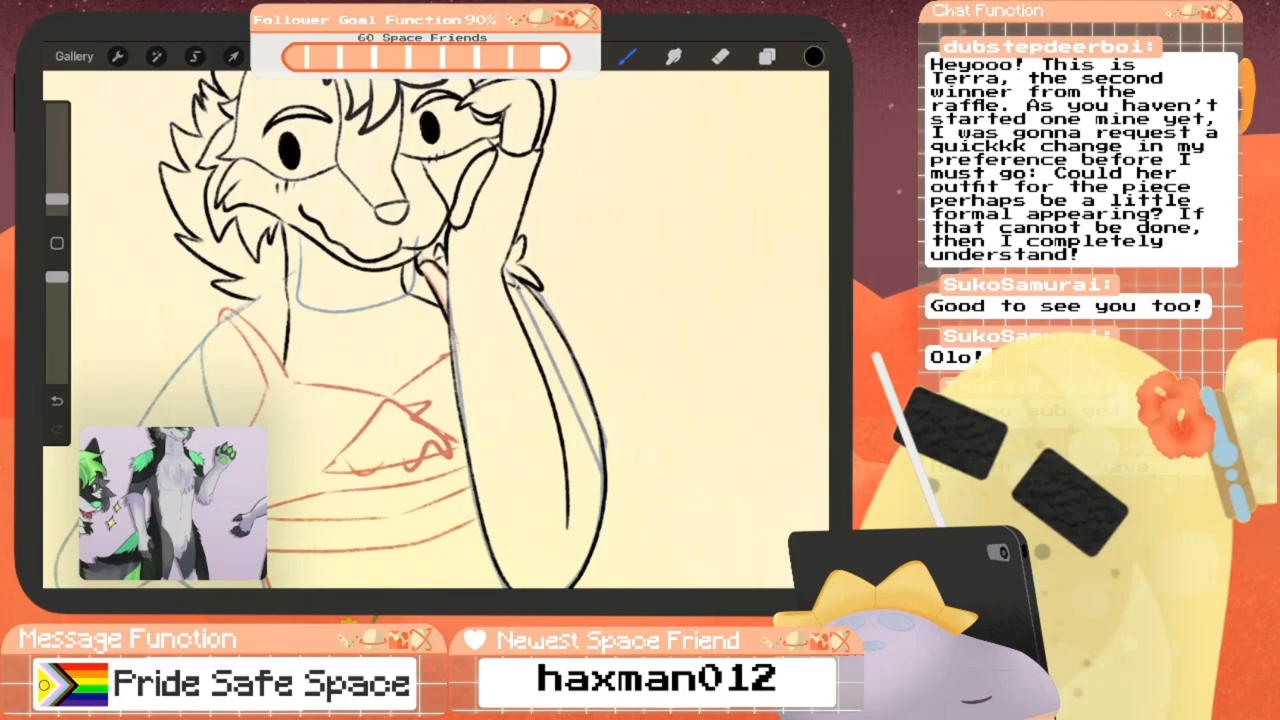 Follower Goal Function 90%
60 Space Friends
Gallery
Chat Function
dubstepdeerboi:
Heyooo! This is
Terra, the second
winner from the
raffle. As you haven't
started one mine yet,
I was gonna request a
quickkk change in my
preference before I
must go: Could her
outfit for the piece
perhaps be a little
formal appearing? If
that cannot be done,
then I completely
understand!
SukoSamurai:
Good to see you too!
SukoSamurai:
Olo!
Message Function
Pride Safe Space
Newest Space Friend
haxman012